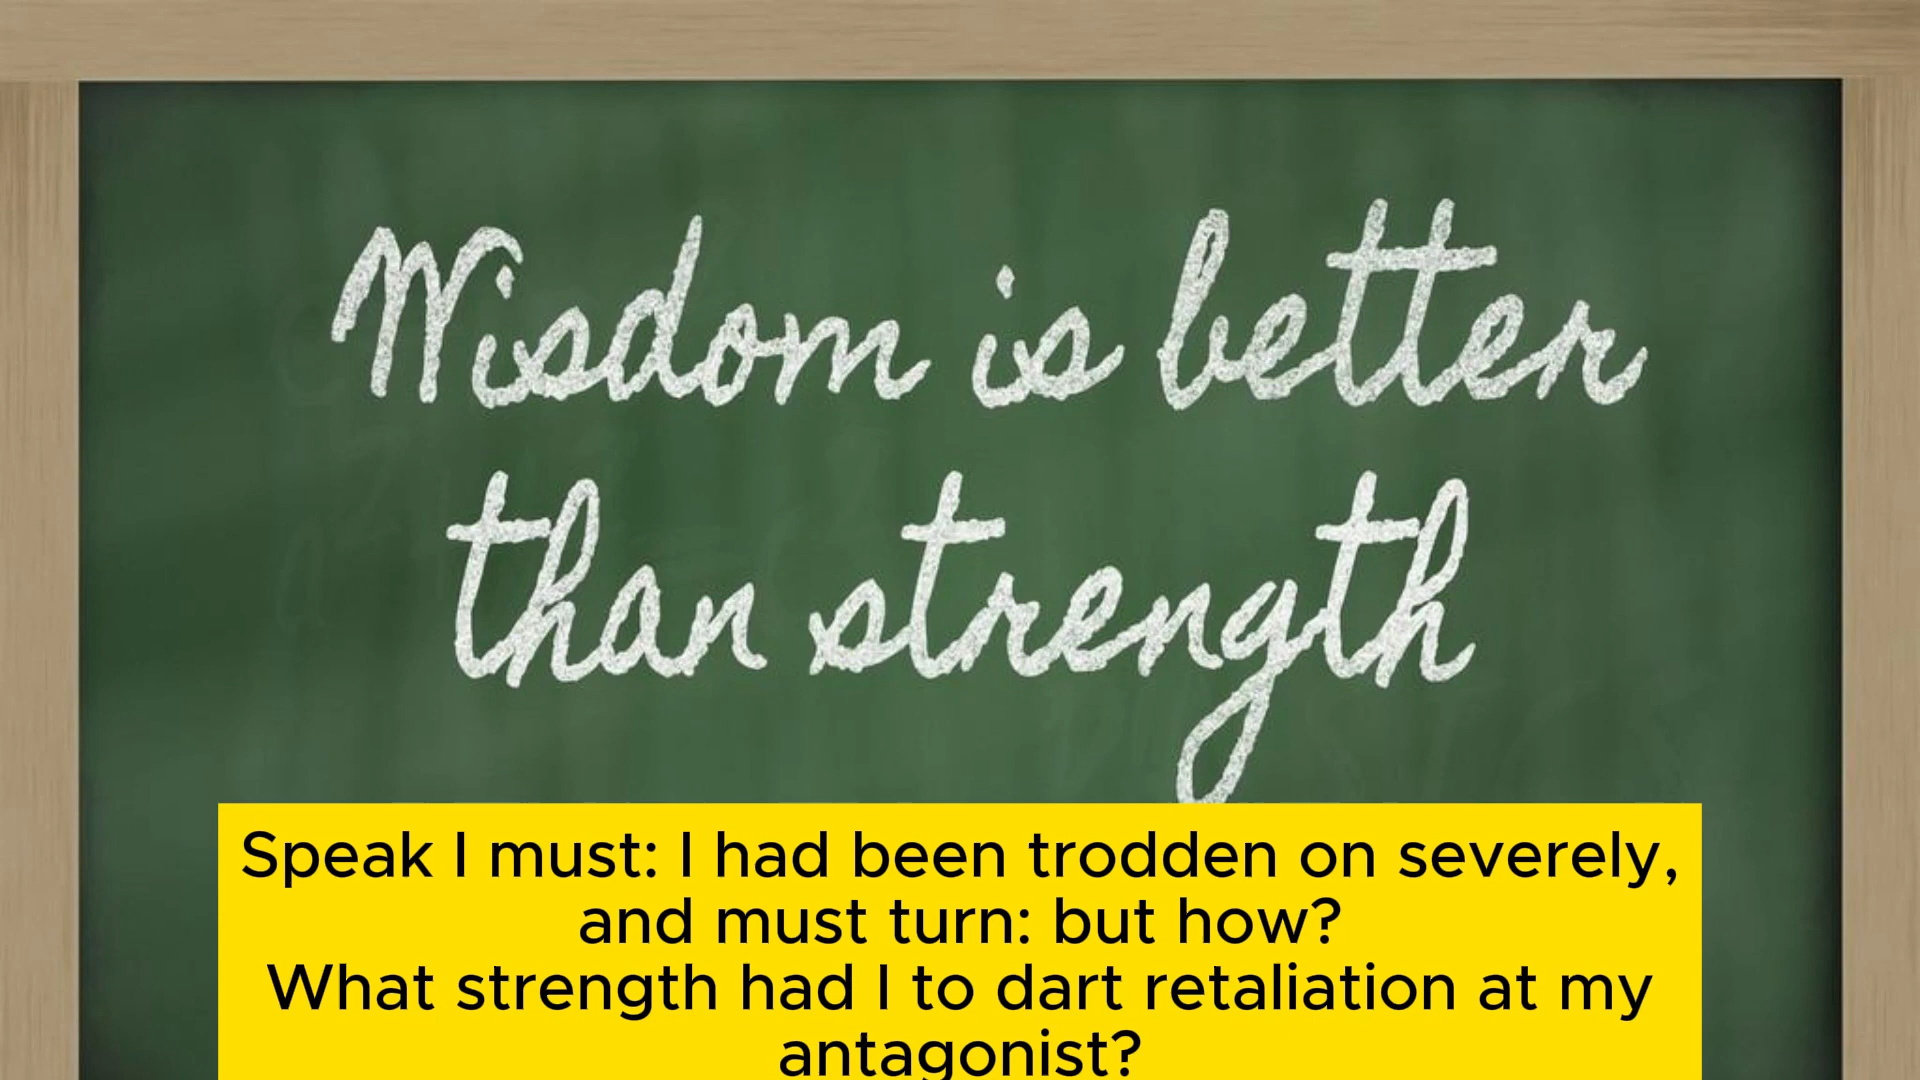 Wisdom is better
than strength
Speak I must: I had been trodden on severely,
and must turn: but how?
What strength had I to dart retaliation at my
antagonist?